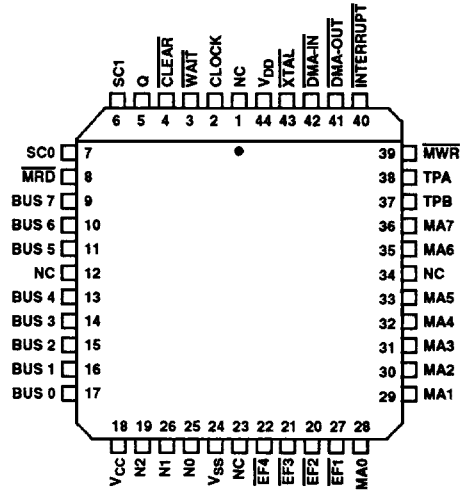 SC1 Q CLEAR WAIT CLOCK NC VDD XTAL DMA-IN DMA-OUT INTERRUPT
6 5 4 3 2 1 44 43 42 41 40
SC0 7 39 MWR
MRD 8 38 TPA
BUS 7 9 37 TPB
BUS 6 10 36 MA7
BUS 5 11 35 MA6
NC 12 34 NC
BUS 4 13 33 MA5
BUS 3 14 32 MA4
BUS 2 15 31 MA3
BUS 1 16 30 MA2
BUS 0 17 29 MA1
18 19 26 25 24 23 22 21 20 27 28
VCC N2 N1 N0 VSS NC EF4 EF3 EF2 EF1 MA0